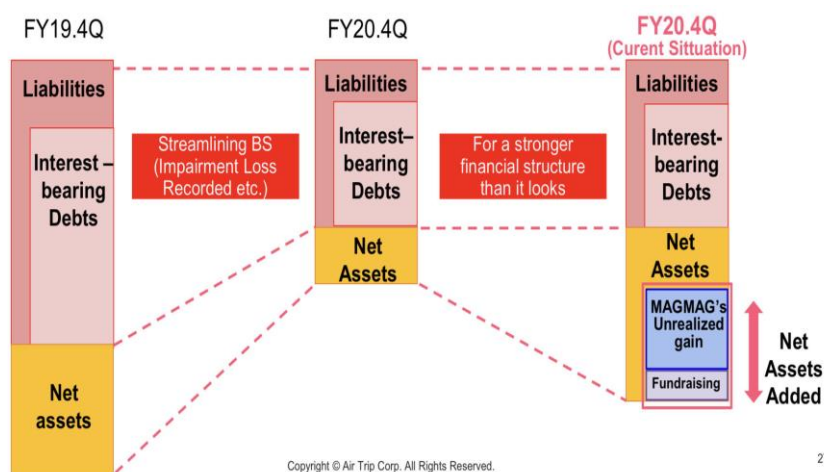 FY19.4Q
FY20.4Q
FY20.4Q
(Curent Sittuation)
Liabilities
Interest –
bearing
Debts
Net
assets
Streamlining BS
(Impairment Loss
Recorded etc.)
Liabilities
Interest–
bearing
Debts
Net
Assets
For a stronger
financial structure
than it looks
Liabilities
Interest-
bearing
Debts
Net
Assets
MAGMAG's
Unrealized
gain
Fundraising
Net
Assets
Added
Copyright © Air Trip Corp. All Rights Reserved.
2